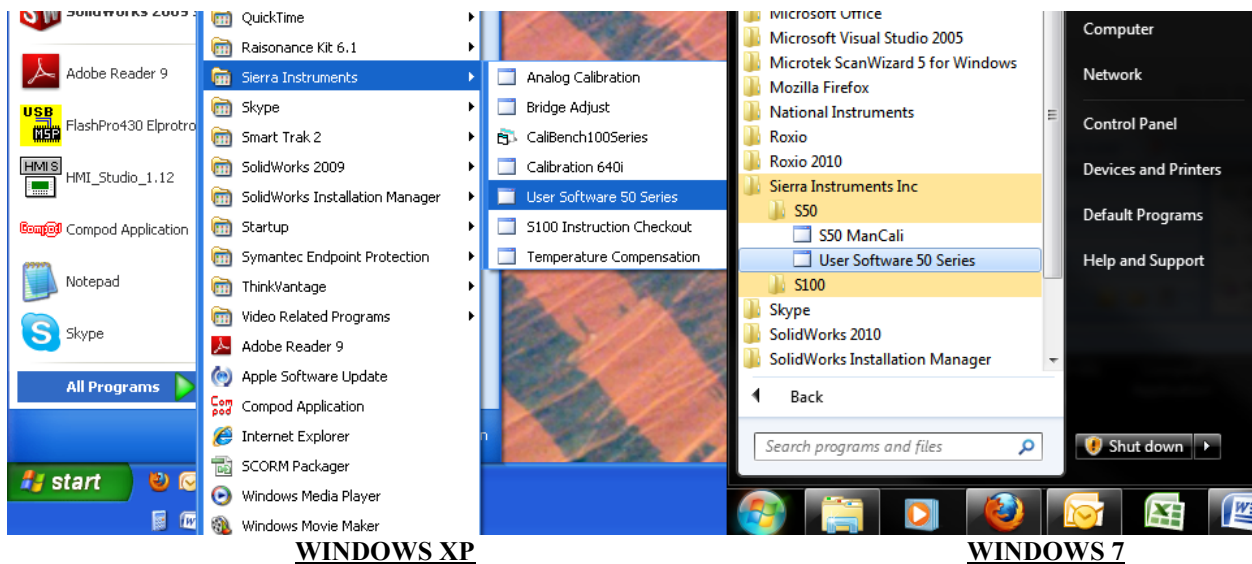 SolidWorks 2009
Adobe Reader 9
USB
MSP
FlashPro430 Elprotro
HMIS
HMI_Studio_1.12
Compod
Compod Application
Notepad
Skype
All Programs
start
QuickTime
Raisonance Kit 6.1
Sierra Instruments
Skype
Smart Trak 2
SolidWorks 2009
SolidWorks Installation Manager
Startup
Symantec Endpoint Protection
ThinkVantage
Video Related Programs
Adobe Reader 9
Apple Software Update
Com
pod
Compod Application
Internet Explorer
SCORM Packager
Windows Media Player
Windows Movie Maker
Analog Calibration
Bridge Adjust
CaliBench100Series
Calibration 640i
User Software 50 Series
S100 Instruction Checkout
Temperature Compensation
Microsoft Office
Microsoft Visual Studio 2005
Microtek ScanWizard 5 for Windows
Mozilla Firefox
National Instruments
Roxio
Roxio 2010
Sierra Instruments Inc
S50
S50 ManCali
User Software 50 Series
S100
Skype
SolidWorks 2010
SolidWorks Installation Manager
Back
Search programs and files
Computer
Network
Control Panel
Devices and Printers
Default Programs
Help and Support
Shut down
WINDOWS XP
WINDOWS 7